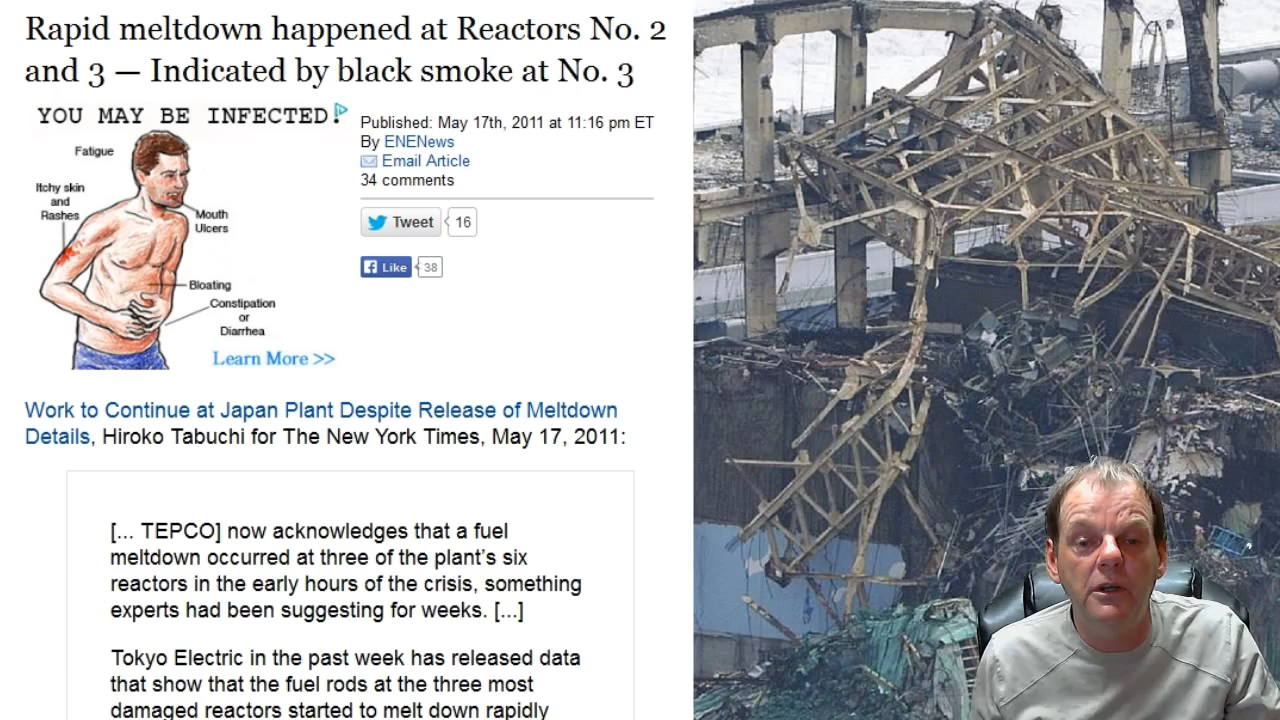 Rapid meltdown happened at Reactors No. 2
and 3 — Indicated by black smoke at No. 3
YOU MAY BE INFECTED!
Fatigue
Itchy skin
and
Rashes
Mouth
Ulcers
Bloating
Constipation
or
Diarrhea
Learn More >>
Published: May 17th, 2011 at 11:16 pm ET
By ENENews
Email Article
34 comments
Tweet 16
Like 38
Work to Continue at Japan Plant Despite Release of Meltdown
Details, Hiroko Tabuchi for The New York Times, May 17, 2011:
[... TEPCO] now acknowledges that a fuel
meltdown occurred at three of the plant’s six
reactors in the early hours of the crisis, something
experts had been suggesting for weeks. [...]
Tokyo Electric in the past week has released data
that show that the fuel rods at the three most
damaged reactors started to melt down rapidly